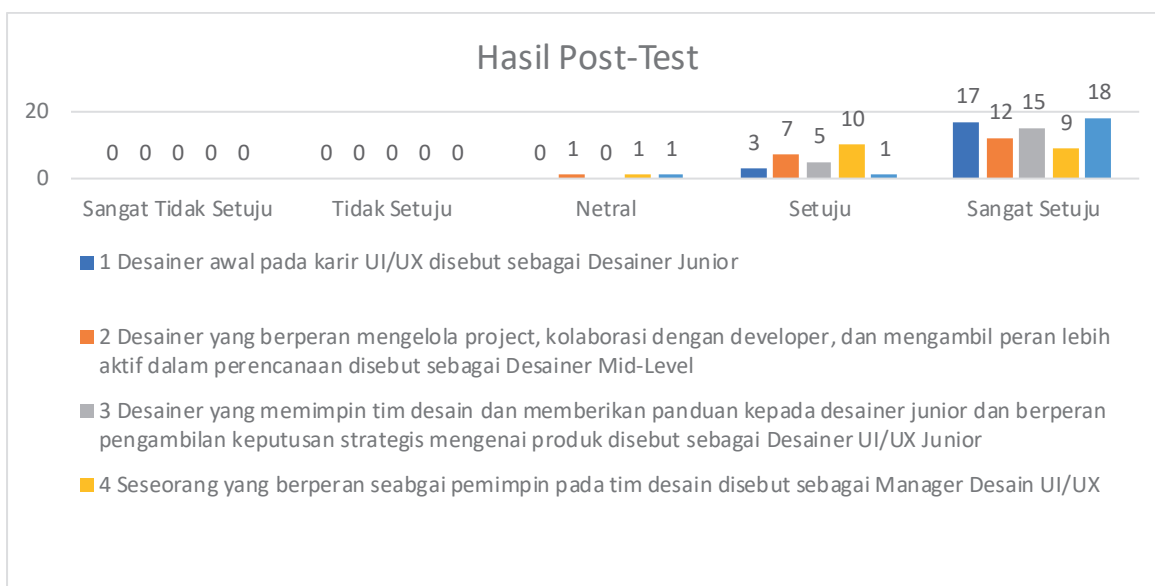 Hasil Post-Test
20
0
0 0 0 0 0
0 0 0 0 0
0 1 0 1 1
3 7 5 10 1
17 12 15 9 18
Sangat Tidak Setuju Tidak Setuju Netral Setuju Sangat Setuju
1 Desainer awal pada karir UI/UX disebut sebagai Desainer Junior
2 Desainer yang berperan mengelola project, kolaborasi dengan developer, dan mengambil peran lebih
aktif dalam perencanaan disebut sebagai Desainer Mid-Level
3 Desainer yang memimpin tim desain dan memberikan panduan kepada desainer junior dan berperan
pengambilan keputusan strategis mengenai produk disebut sebagai Desainer UI/UX Junior
4 Seseorang yang berperan seabgai pemimpin pada tim desain disebut sebagai Manager Desain UI/UX